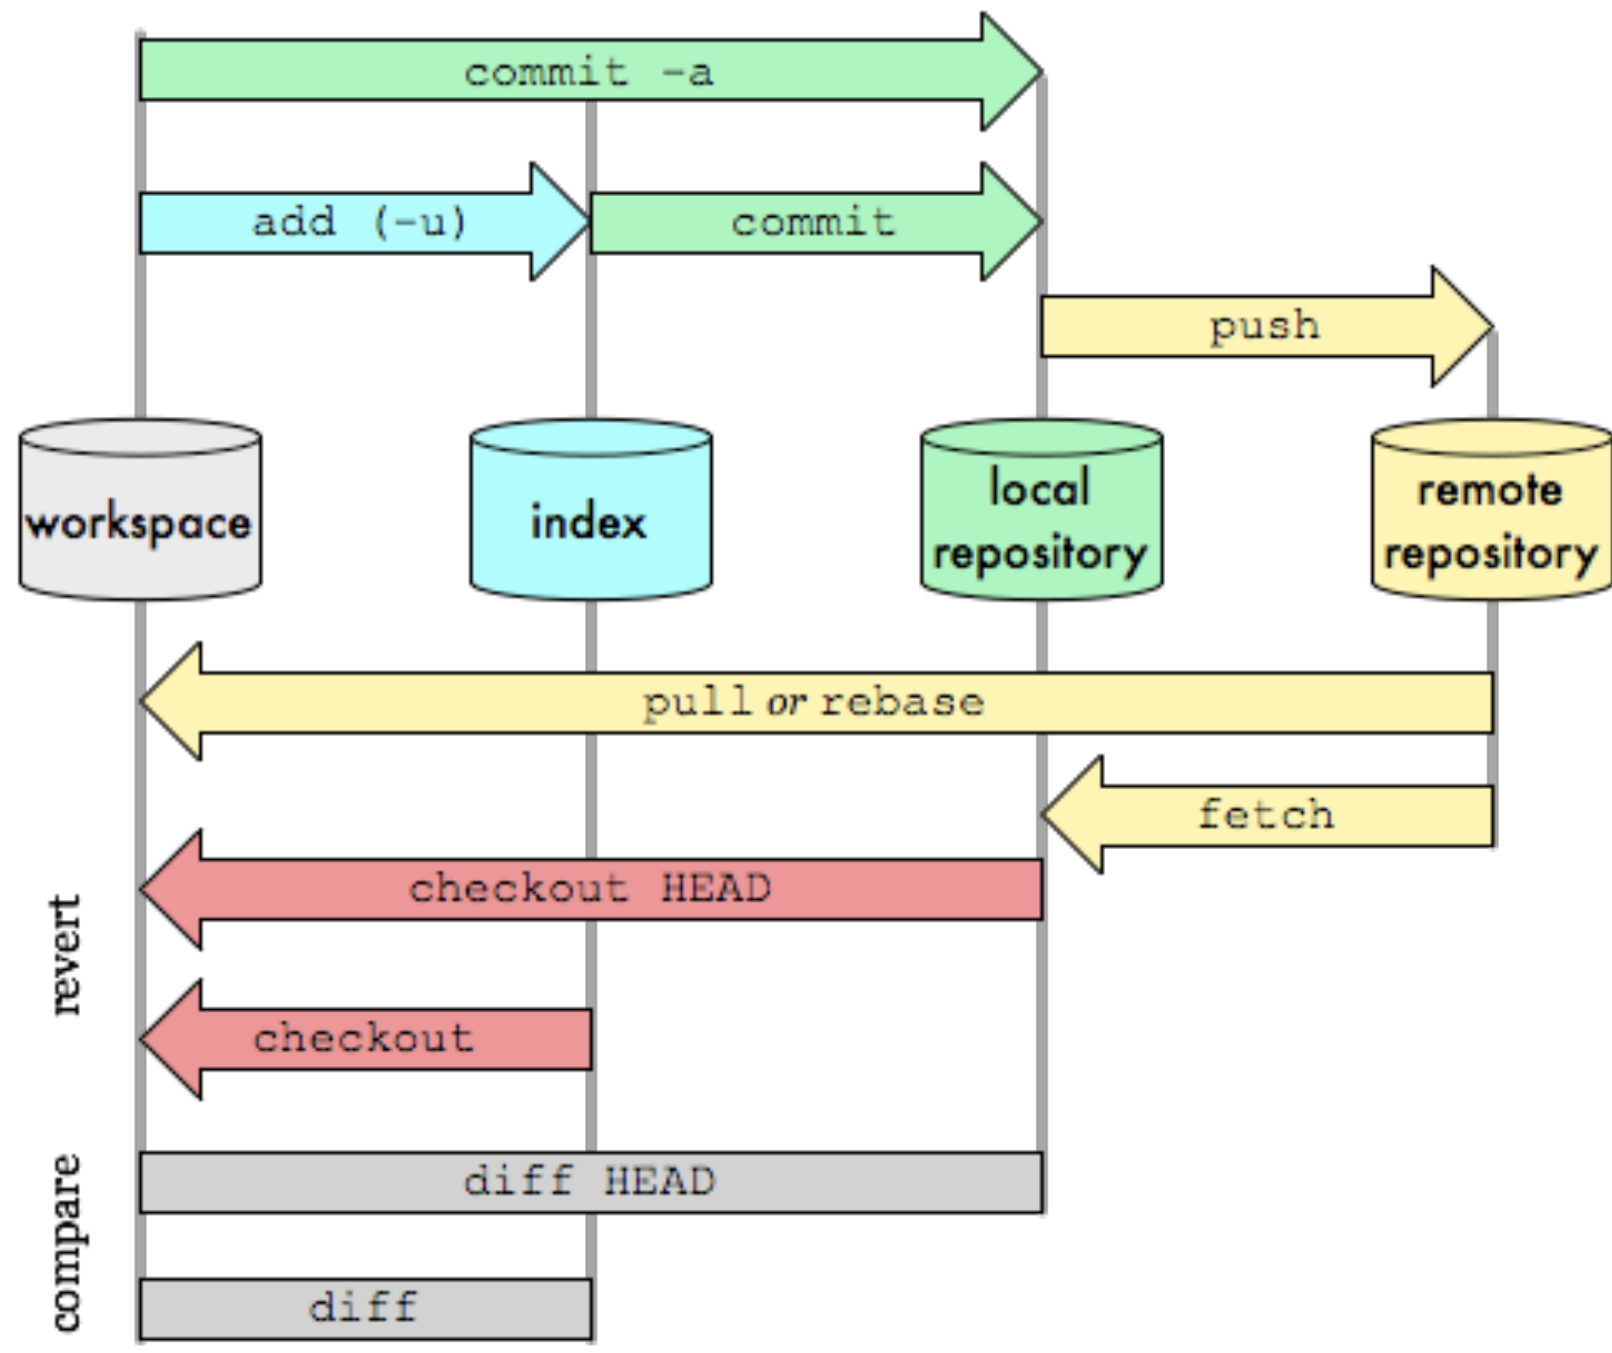 commit -a
add (-u)
commit
push
workspace
index
local
repository
remote
repository
pull or rebase
fetch
revert
checkout HEAD
checkout
compare
diff HEAD
diff